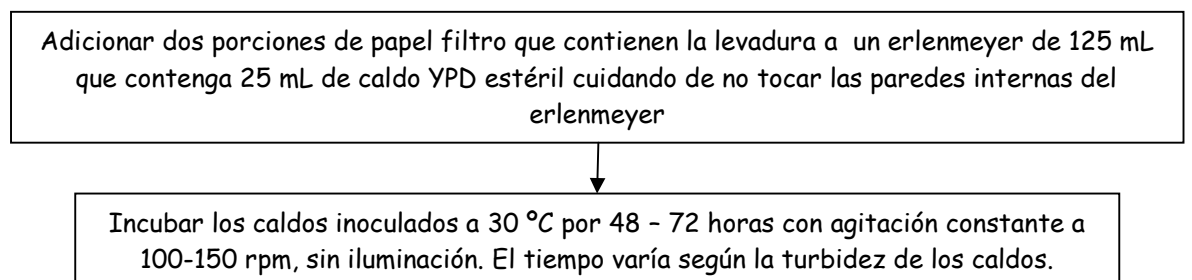 Adicionar dos porciones de papel filtro que contienen la levadura a un erlenmeyer de 125 mL
que contenga 25 mL de caldo YPD estéril cuidando de no tocar las paredes internas del
erlenmeyer
Incubar los caldos inoculados a 30 ºC por 48 – 72 horas con agitación constante a
100-150 rpm, sin iluminación. El tiempo varía según la turbidez de los caldos.